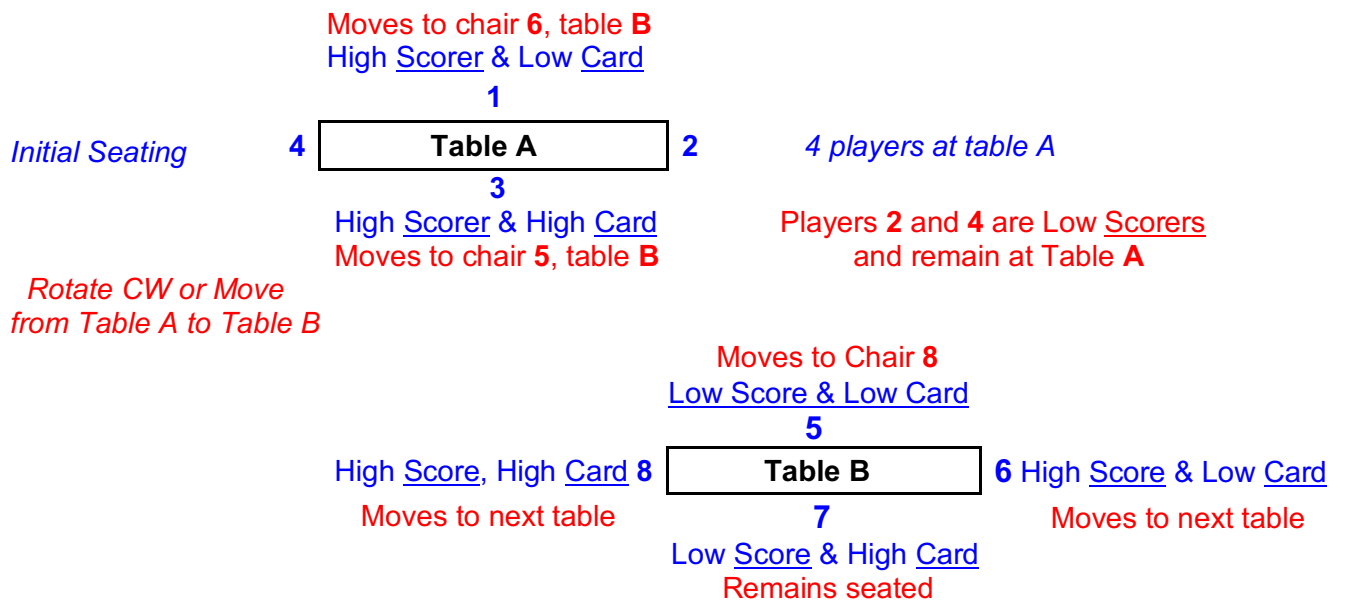 Moves to chair 6, table B
High Scorer & Low Card
1
Initial Seating 4 Table A 2 4 players at table A
3
High Scorer & High Card Players 2 and 4 are Low Scorers
Moves to chair 5, table B and remain at Table A
Rotate CW or Move
from Table A to Table B
Moves to Chair 8
Low Score & Low Card
5
High Score, High Card 8 Table B 6 High Score & Low Card
Moves to next table 7 Moves to next table
Low Score & High Card
Remains seated